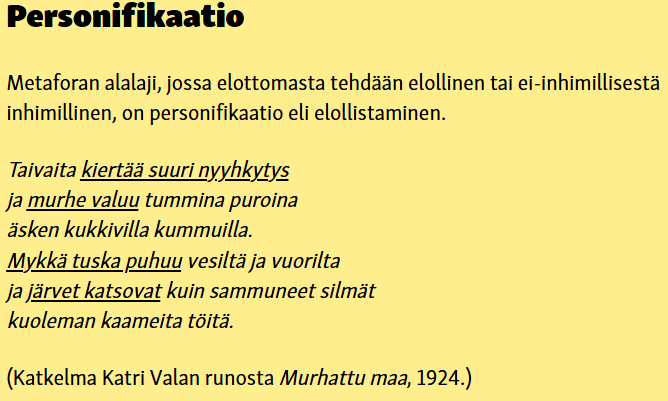 Personifikaatio
Metaforan alalaji, jossa elottomasta tehdään elollinen tai ei-inhimillisestä
inhimillinen, on personifikaatio eli elollistaminen.
Taivaita kiertää suuri nyyhkytys
ja murhe valuu tummina puroina
äsken kukkivilla kummuilla.
Mykkä tuska puhuu vesiltä ja vuorilta
ja järvet katsovat kuin sammuneet silmät
kuoleman kaameita töitä.
(Katkelma Katri Valan runosta Murhattu maa, 1924.)